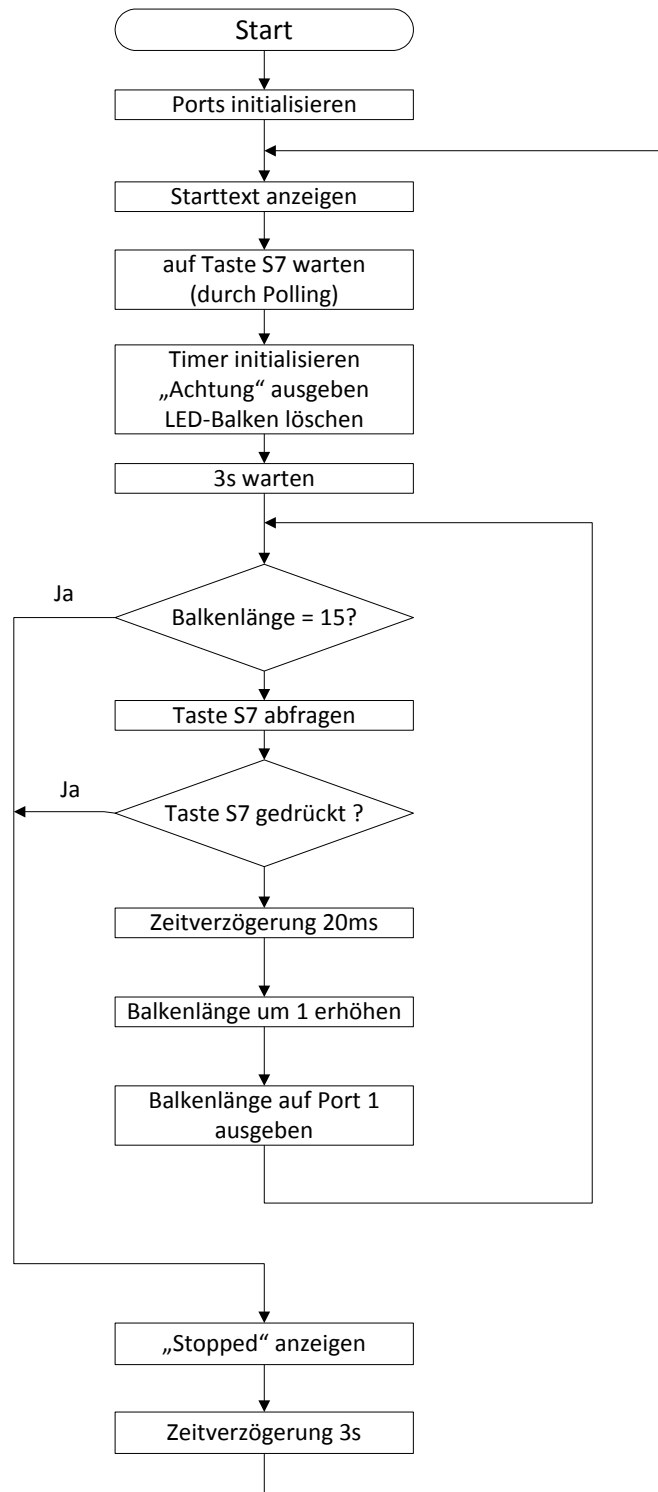 Start
Ports initialisieren
Starttext anzeigen
auf Taste S7 warten
(durch Polling)
Timer initialisieren
„Achtung“ ausgeben
LED-Balken löschen
3s warten
Ja
Balkenlänge = 15?
Taste S7 abfragen
Ja
Taste S7 gedrückt ?
Zeitverzögerung 20ms
Balkenlänge um 1 erhöhen
Balkenlänge auf Port 1
ausgeben
„Stopped“ anzeigen
Zeitverzögerung 3s